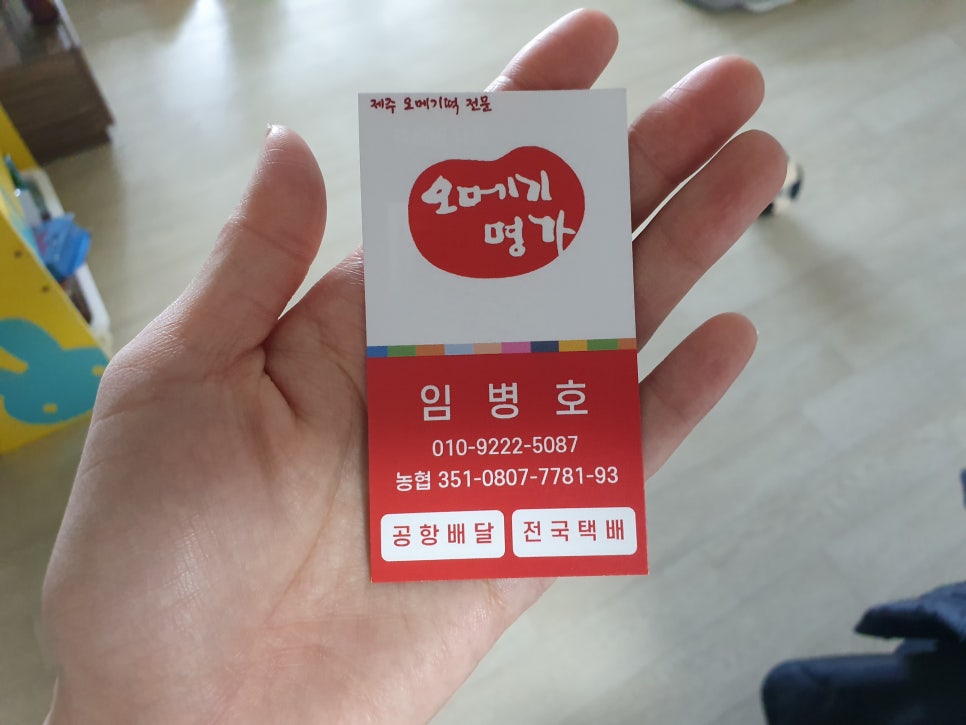 제주 오메기떡 전문
오메기
명가
임 병 호
010-9222-5087
농협 351-0807-7781-93
공항배달 전국택배